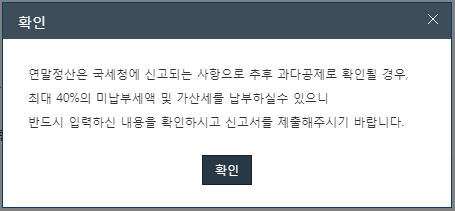 확인
연말정산은 국세청에 신고되는 사항으로 추후 과다공제로 확인될 경우,
최대 40%의 미납부세액 및 가산세를 납부하실수 있으니
반드시 입력하신 내용을 확인하시고 신고서를 제출해주시기 바랍니다.
확인